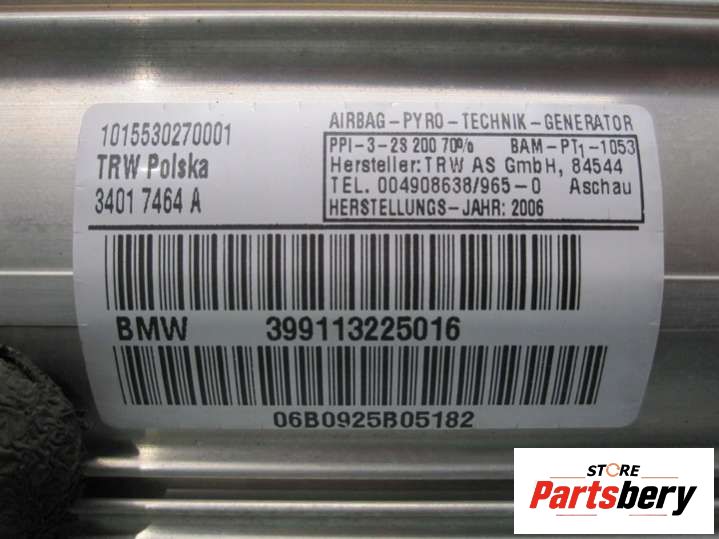 1015530270001
TRW Polska
3401 7464 A
AIRBAG-PYRO-TECHNIK-GENERATOR
PPI-3-2S 200 70% BAM-PT1-1053
Hersteller: TRW AS GmbH, 84544
TEL. 004908638/965-0 Aschau
HERSTELLUNGS-JAHR: 2006
BMW 399113225016
06B0925B05182
STORE
Partsbery